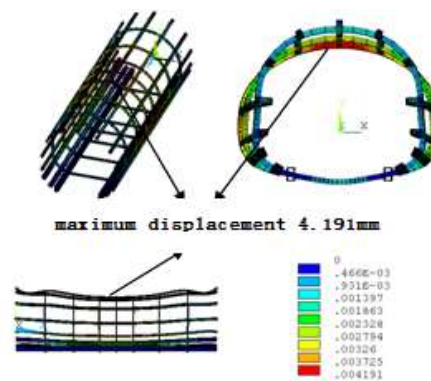 X
maximum displacement 4.191mm
0
.466E-03
.931E-03
.001397
.001863
.002328
.002794
.00326
.003725
.004191